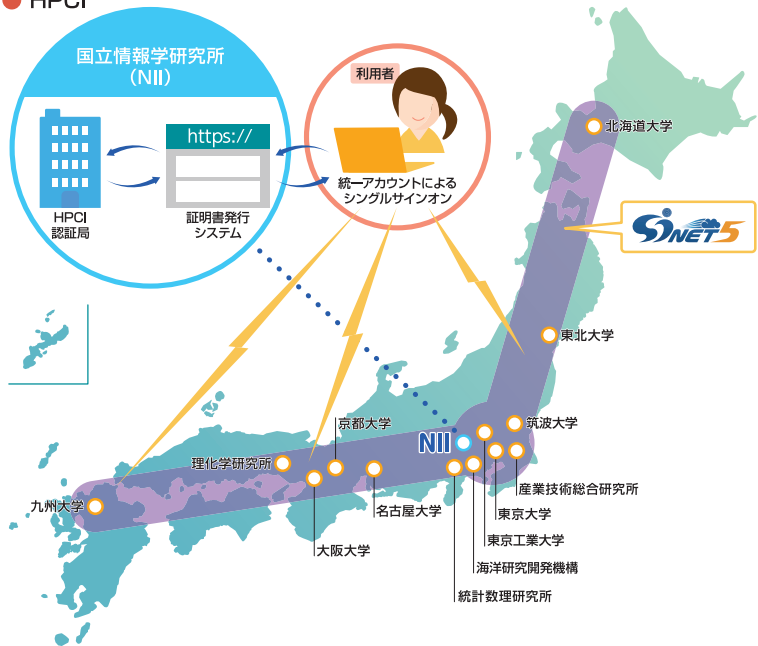 HPCI
国立情報学研究所
(NII)
利用者
https://
HPCI
認証局
証明書発行
システム
統一アカウントによる
シングルサインオン
北海道大学
SINET5
東北大学
筑波大学
京都大学
NII
理化学研究所
産業技術総合研究所
九州大学
名古屋大学
東京大学
東京工業大学
大阪大学
海洋研究開発機構
統計数理研究所